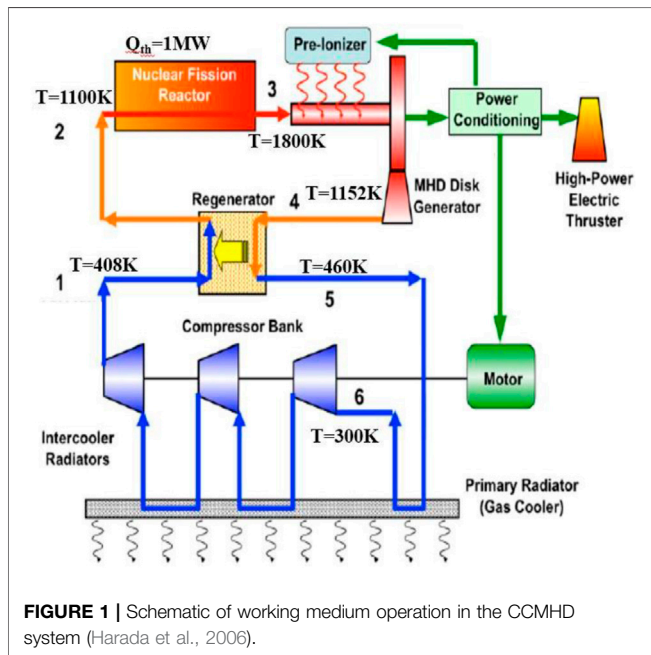 Q_th=1MW
Nuclear Fission
Reactor
T=1100K
2
3
T=1800K
Pre-Ionizer
Power
Conditioning
High-Power
Electric
Thruster
MHD Disk
Generator
T=1152K
4
Regenerator
1
T=408K
T=460K
5
Compressor Bank
6
T=300K
Motor
Intercooler
Radiators
Primary Radiator
(Gas Cooler)
FIGURE 1 | Schematic of working medium operation in the CCMHD
system (Harada et al., 2006).